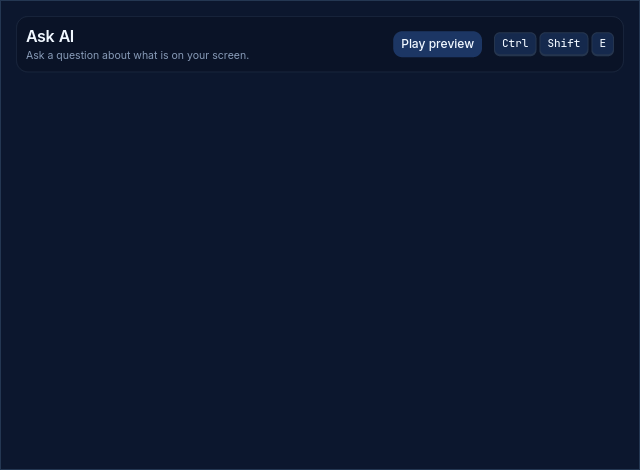 Ask AI
Ask a question about what is on your screen.
Play preview
Ctrl Shift E